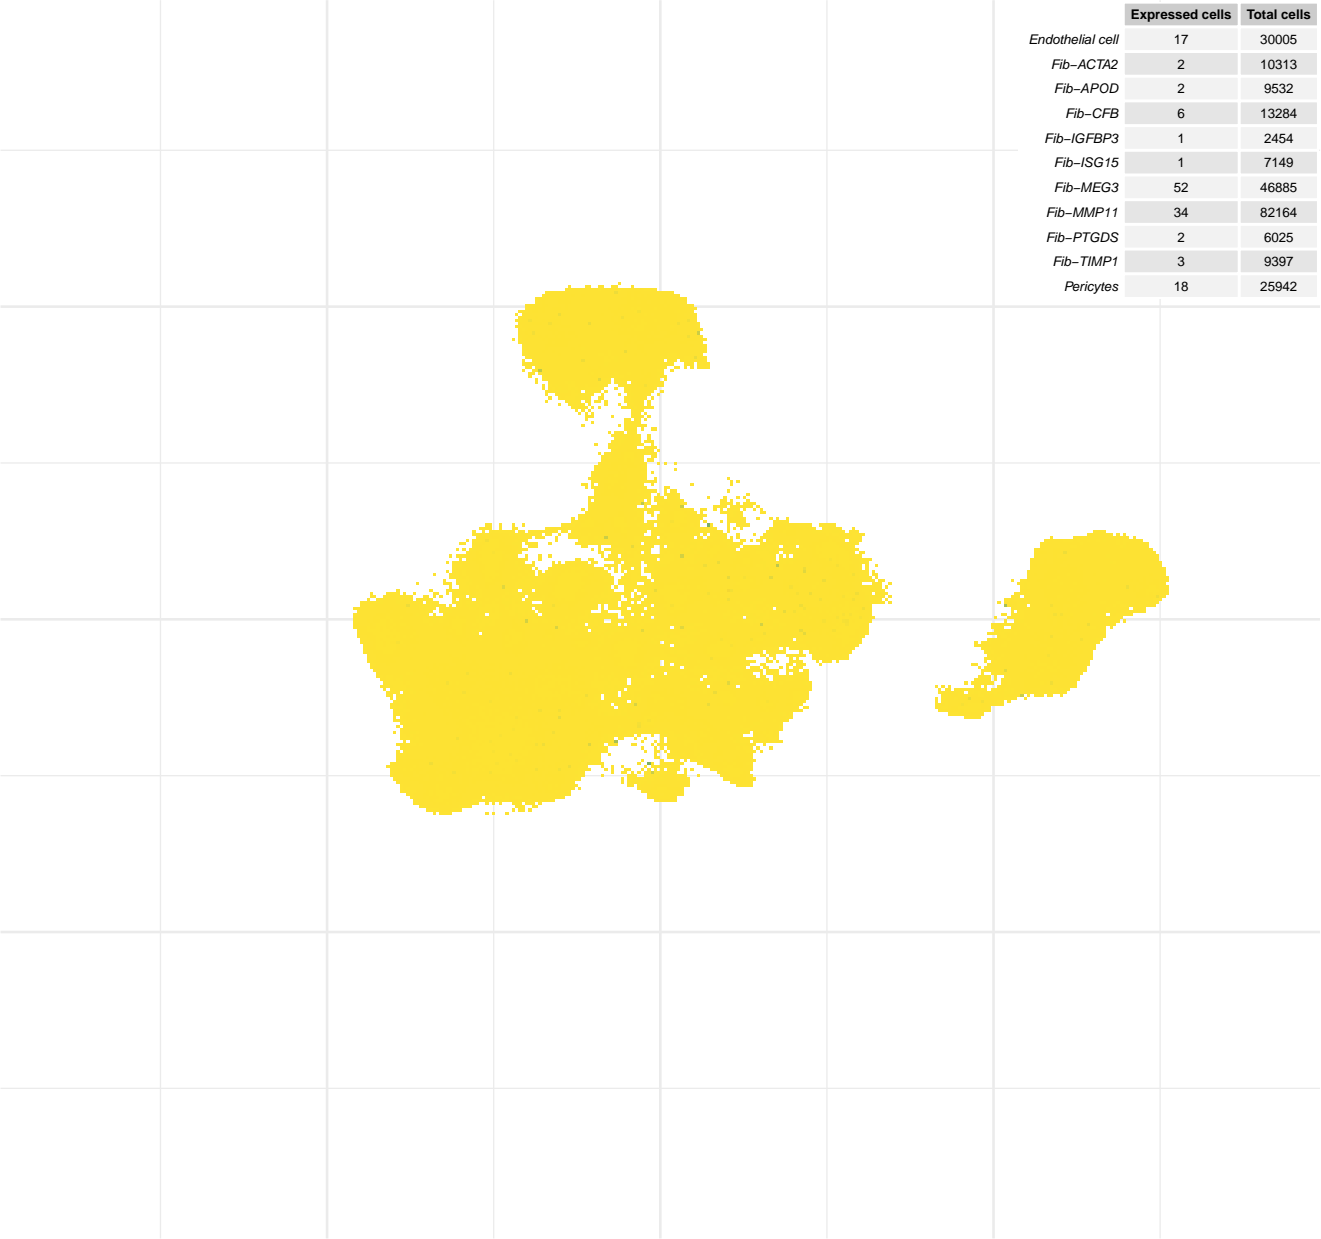 Expressed cells Total cells
Endothelial cell 17 30005
Fib−ACTA2 2 10313
Fib−APOD 2 9532
Fib−CFB 6 13284
Fib−IGFBP3 1 2454
Fib−ISG15 1 7149
Fib−MEG3 52 46885
Fib−MMP11 34 82164
Fib−PTGDS 2 6025
Fib−TIMP1 3 9397
Pericytes 18 25942